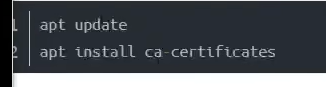 1 apt update
2 apt install ca-certificates